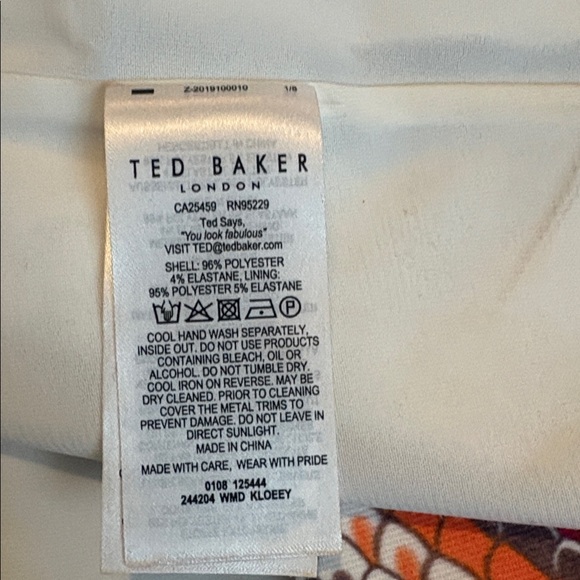 Z-2019100010 1/8
TED BAKER
LONDON
CA25459 RN95229
Ted Says,
"You look fabulous"
VISIT TED@tedbaker.com
SHELL: 96% POLYESTER
4% ELASTANE, LINING:
95% POLYESTER 5% ELASTANE
P
COOL HAND WASH SEPARATELY,
INSIDE OUT. DO NOT USE PRODUCTS
CONTAINING BLEACH, OIL OR
ALCOHOL. DO NOT TUMBLE DRY.
COOL IRON ON REVERSE. MAY BE
DRY CLEANED. PRIOR TO CLEANING
COVER THE METAL TRIMS TO
PREVENT DAMAGE. DO NOT LEAVE IN
DIRECT SUNLIGHT.
MADE IN CHINA
MADE WITH CARE, WEAR WITH PRIDE
0108 125444
244204 WMD KLOEEY